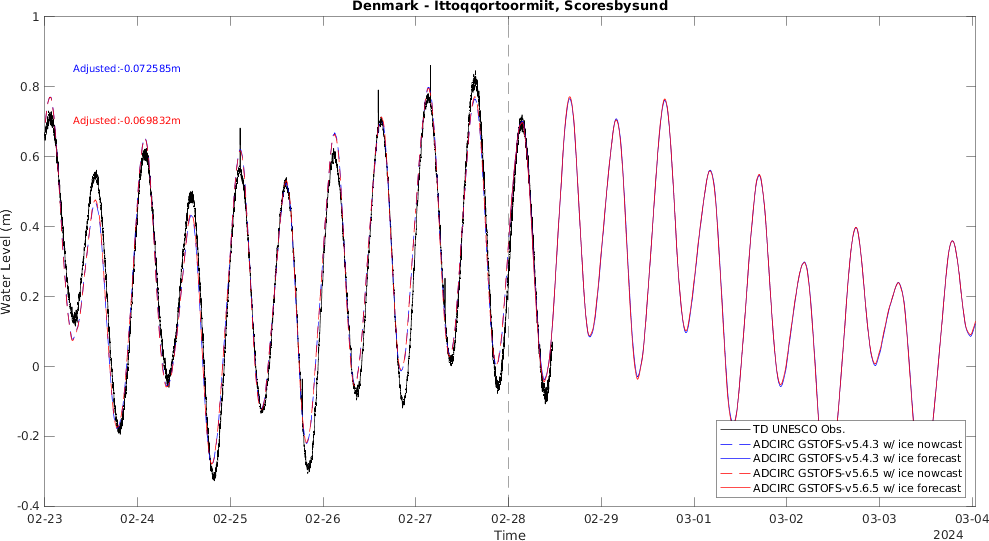 Denmark - Ittoqqortoormiit, Scoresbysund
1
0.8
0.6
0.4
0.2
0
-0.2
-0.4
Water Level (m)
Adjusted:-0.072585m
Adjusted:-0.069832m
TD UNESCO Obs.
ADCIRC GSTOFS-v5.4.3 w/ ice nowcast
ADCIRC GSTOFS-v5.4.3 w/ ice forecast
ADCIRC GSTOFS-v5.6.5 w/ ice nowcast
ADCIRC GSTOFS-v5.6.5 w/ ice forecast
02-23 02-24 02-25 02-26 02-27 02-28 02-29 03-01 03-02 03-03 03-04
Time
2024